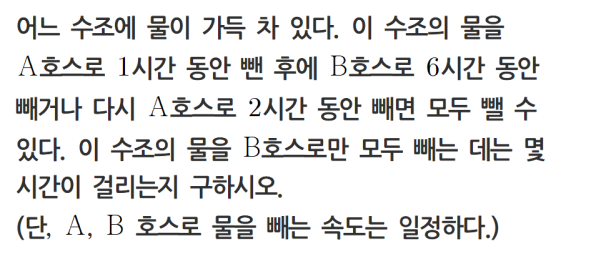 어느 수조에 물이 가득 차 있다. 이 수조의 물을
A호스로 1시간 동안 뺀 후에 B호스로 6시간 동안
빼거나 다시 A호스로 2시간 동안 빼면 모두 뺄 수
있다. 이 수조의 물을 B호스로만 모두 빼는 데는 몇
시간이 걸리는지 구하시오.
(단, A, B 호스로 물을 빼는 속도는 일정하다.)